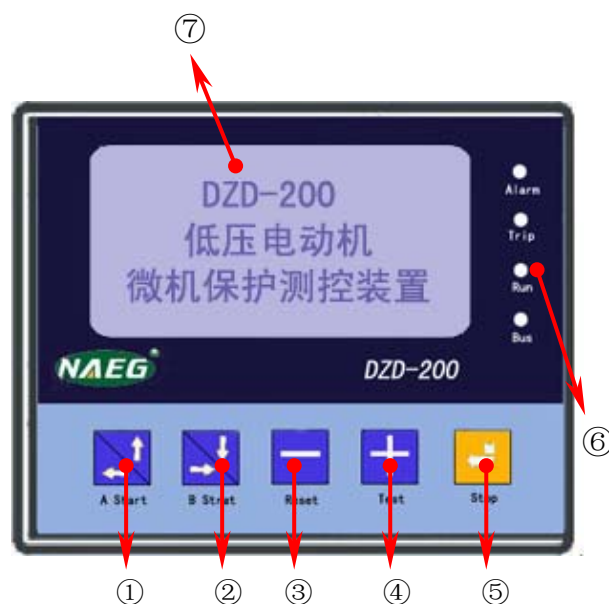 ⑦
DZD-200
低压电动机
微机保护测控装置
Alarm
Trip
Run
Bus
NAEG
DZD-200
⑥
A Start
B Strat
Reset
Test
Stop
① ② ③ ④ ⑤